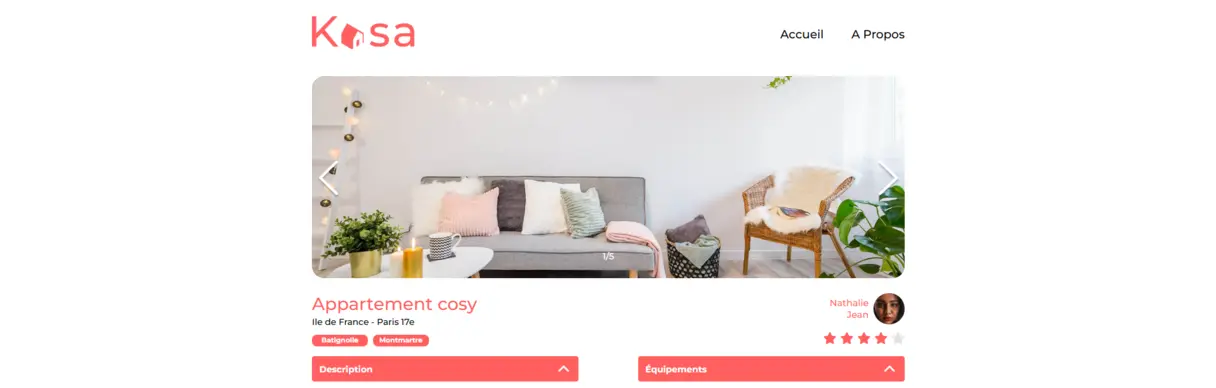 Kasa
Accueil A Propos
1/5
Appartement cosy
Ile de France - Paris 17e
Batignolle Montmartre
Nathalie
Jean
Description
Équipements